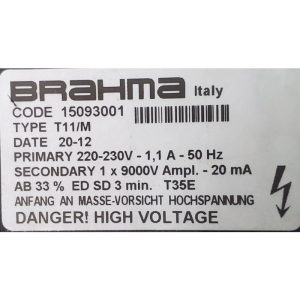 BRAHMA Italy
CODE 15093001
TYPE T11/M
DATE 20-12
PRIMARY 220-230V - 1,1 A - 50 Hz
SECONDARY 1 x 9000V Ampl. - 20 mA
AB 33 % ED SD 3 min. T35E
ANFANG AN MASSE-VORSICHT HOCHSPANNUNG
DANGER! HIGH VOLTAGE